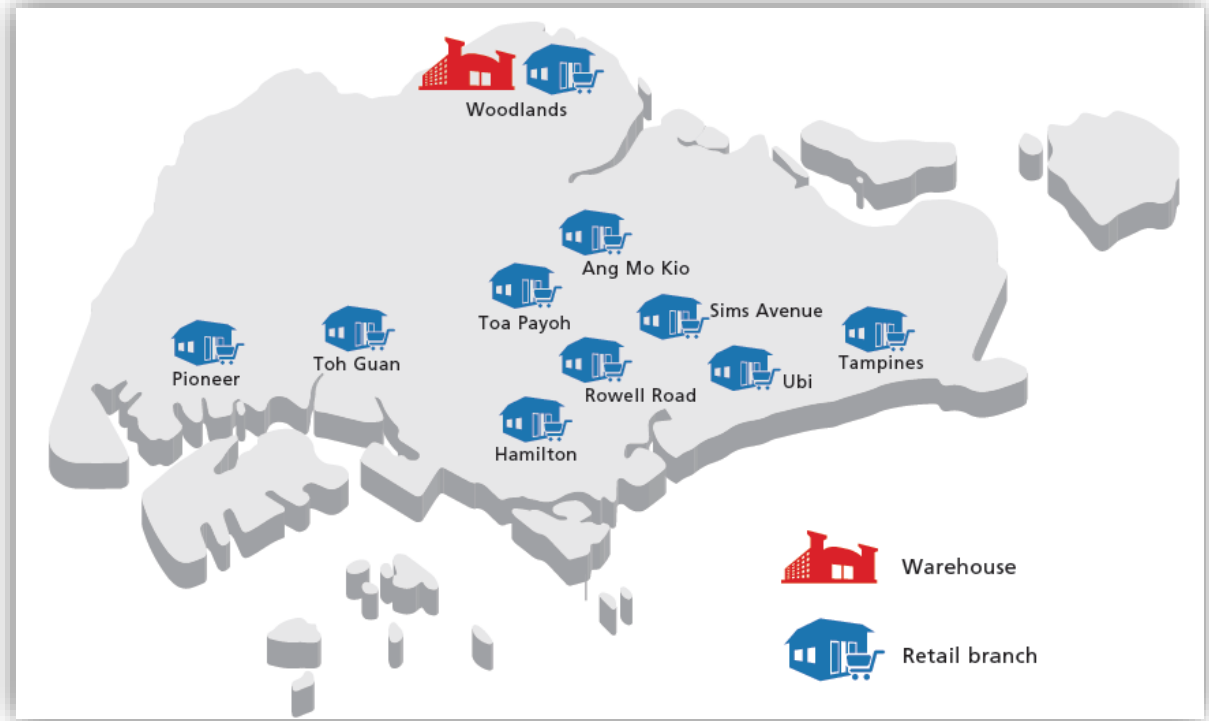 Woodlands
Ang Mo Kio
Toa Payoh
Sims Avenue
Pioneer
Toh Guan
Tampines
Rowell Road
Ubi
Hamilton
Warehouse
Retail branch